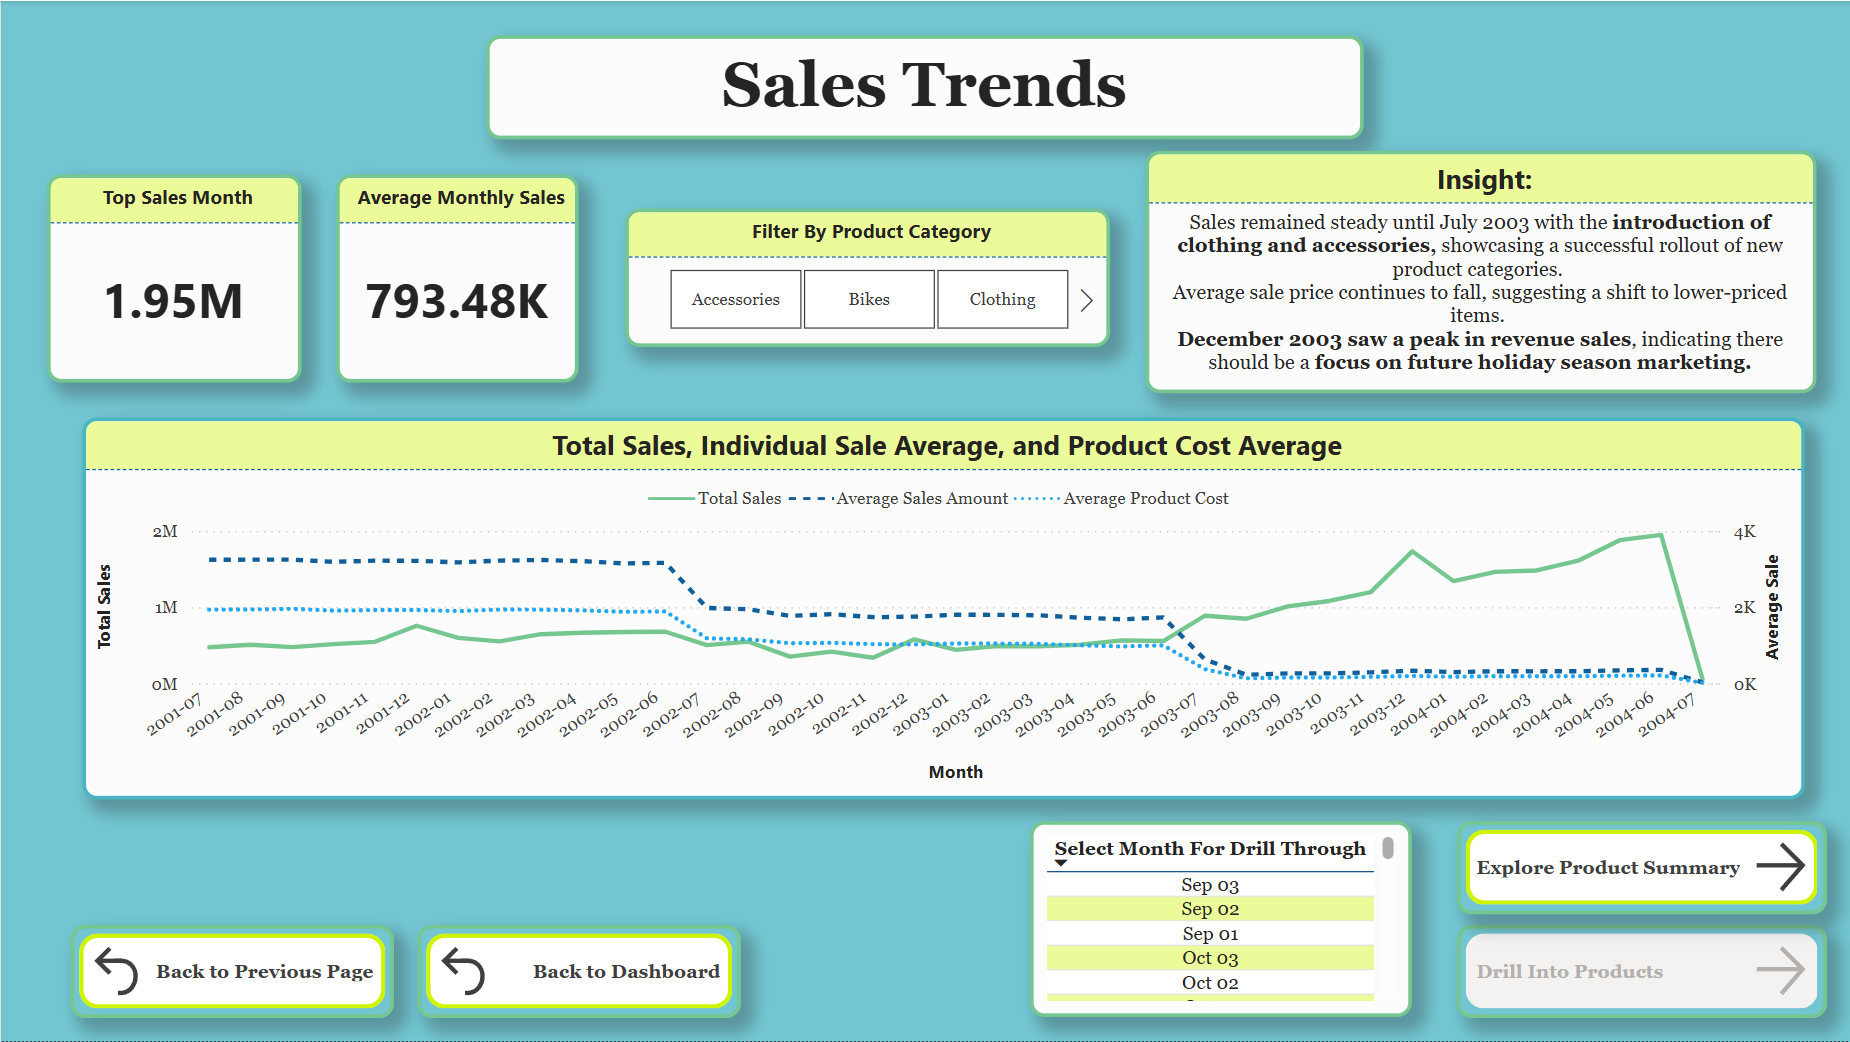 Sales Trends
Top Sales Month
1.95M
Average Monthly Sales
793.48K
Filter By Product Category
Accessories
Bikes
Clothing
Insight:
Sales remained steady until July 2003 with the introduction of
clothing and accessories, showcasing a successful rollout of new
product categories.
Average sale price continues to fall, suggesting a shift to lower-priced
items.
December 2003 saw a peak in revenue sales, indicating there
should be a focus on future holiday season marketing.
Total Sales, Individual Sale Average, and Product Cost Average
Total Sales
Average Sales Amount
Average Product Cost
Total Sales
2M
1M
0M
4K
2K
0K
Average Sale
2001-07
2001-08
2001-09
2001-10
2001-11
2001-12
2002-01
2002-02
2002-03
2002-04
2002-05
2002-06
2002-07
2002-08
2002-09
2002-10
2002-11
2002-12
2003-01
2003-02
2003-03
2003-04
2003-05
2003-06
2003-07
2003-08
2003-09
2003-10
2003-11
2003-12
2004-01
2004-02
2004-03
2004-04
2004-05
2004-06
2004-07
Month
Select Month For Drill Through
Sep 03
Sep 02
Sep 01
Oct 03
Oct 02
Explore Product Summary
Drill Into Products
Back to Previous Page
Back to Dashboard